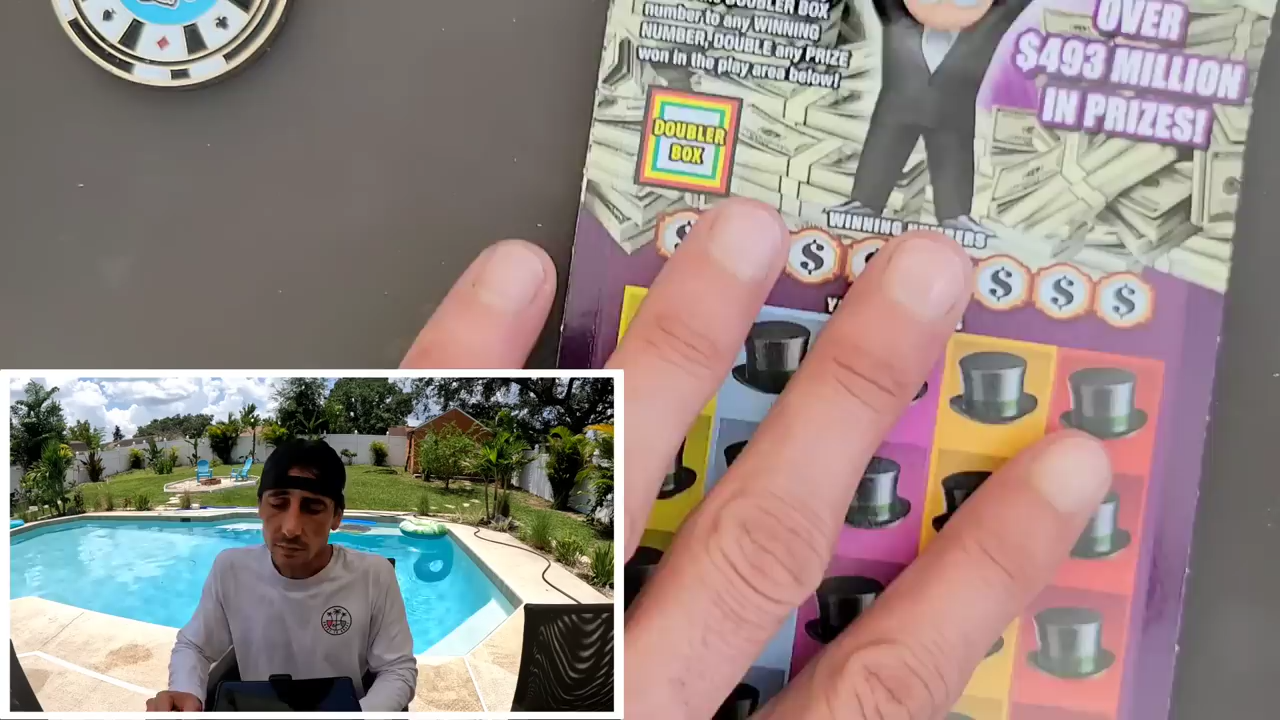 DOUBLER BOX
number to any WINNING
NUMBER, DOUBLE any PRIZE
won in the play area below!
OVER
$493 MILLION
IN PRIZES!
DOUBLER
BOX
WINNING NUMBERS
$ $ $ $ $